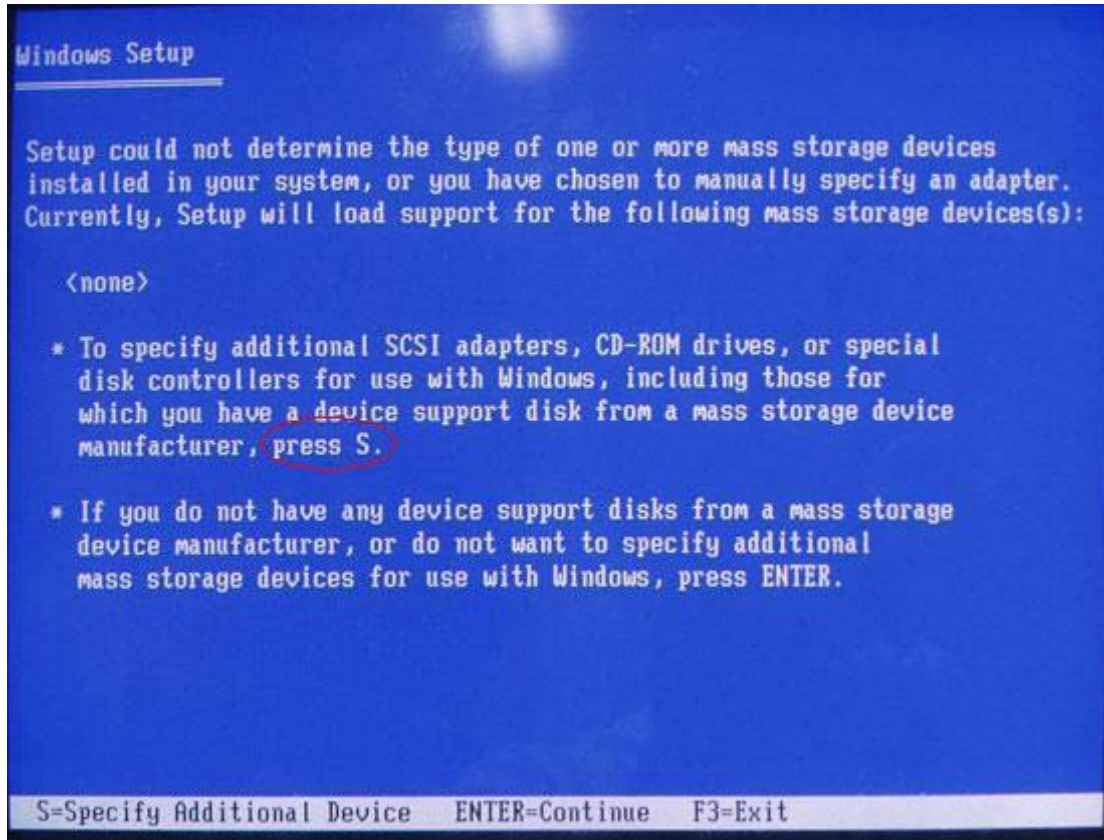 Windows Setup
Setup could not determine the type of one or more mass storage devices
installed in your system, or you have chosen to manually specify an adapter.
Currently, Setup will load support for the following mass storage devices(s):
<none>
* To specify additional SCSI adapters, CD-ROM drives, or special
disk controllers for use with Windows, including those for
which you have a device support disk from a mass storage device
manufacturer, press S.
* If you do not have any device support disks from a mass storage
device manufacturer, or do not want to specify additional
mass storage devices for use with Windows, press ENTER.
S=Specify Additional Device ENTER=Continue F3=Exit